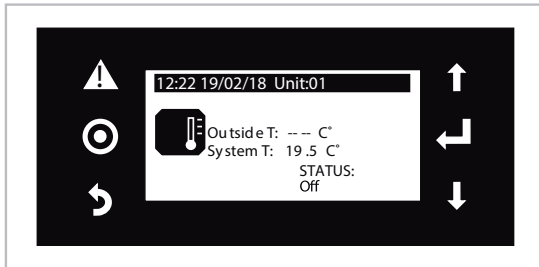 12:22 19/02/18 Unit:01
Outside T: -- -- C°
System T: 19.5 C°
STATUS:
Off